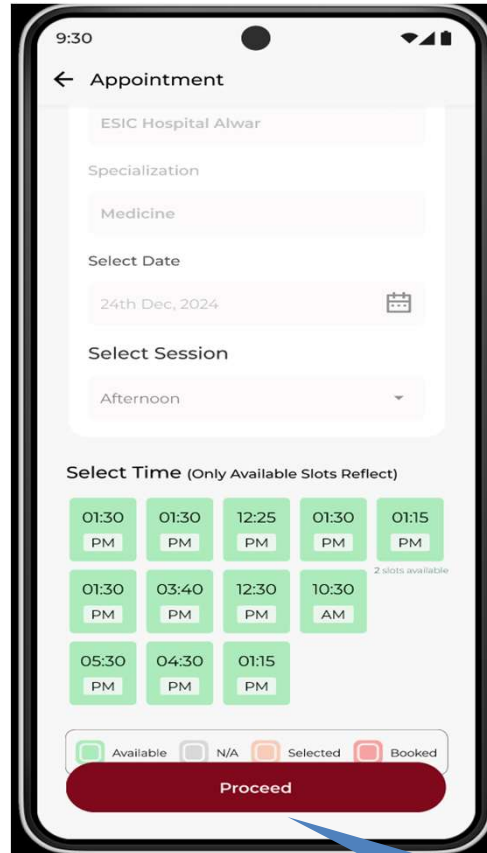 9:30
Appointment
ESIC Hospital Alwar
Specialization
Medicine
Select Date
24th Dec, 2024
Select Session
Afternoon
Select Time (Only Available Slots Reflect)
01:30 01:30 12:25 01:30 01:15
PM PM PM PM PM
2 slots available
01:30 03:40 12:30 10:30
PM PM PM AM
05:30 04:30 01:15
PM PM PM
Available N/A Selected Booked
Proceed